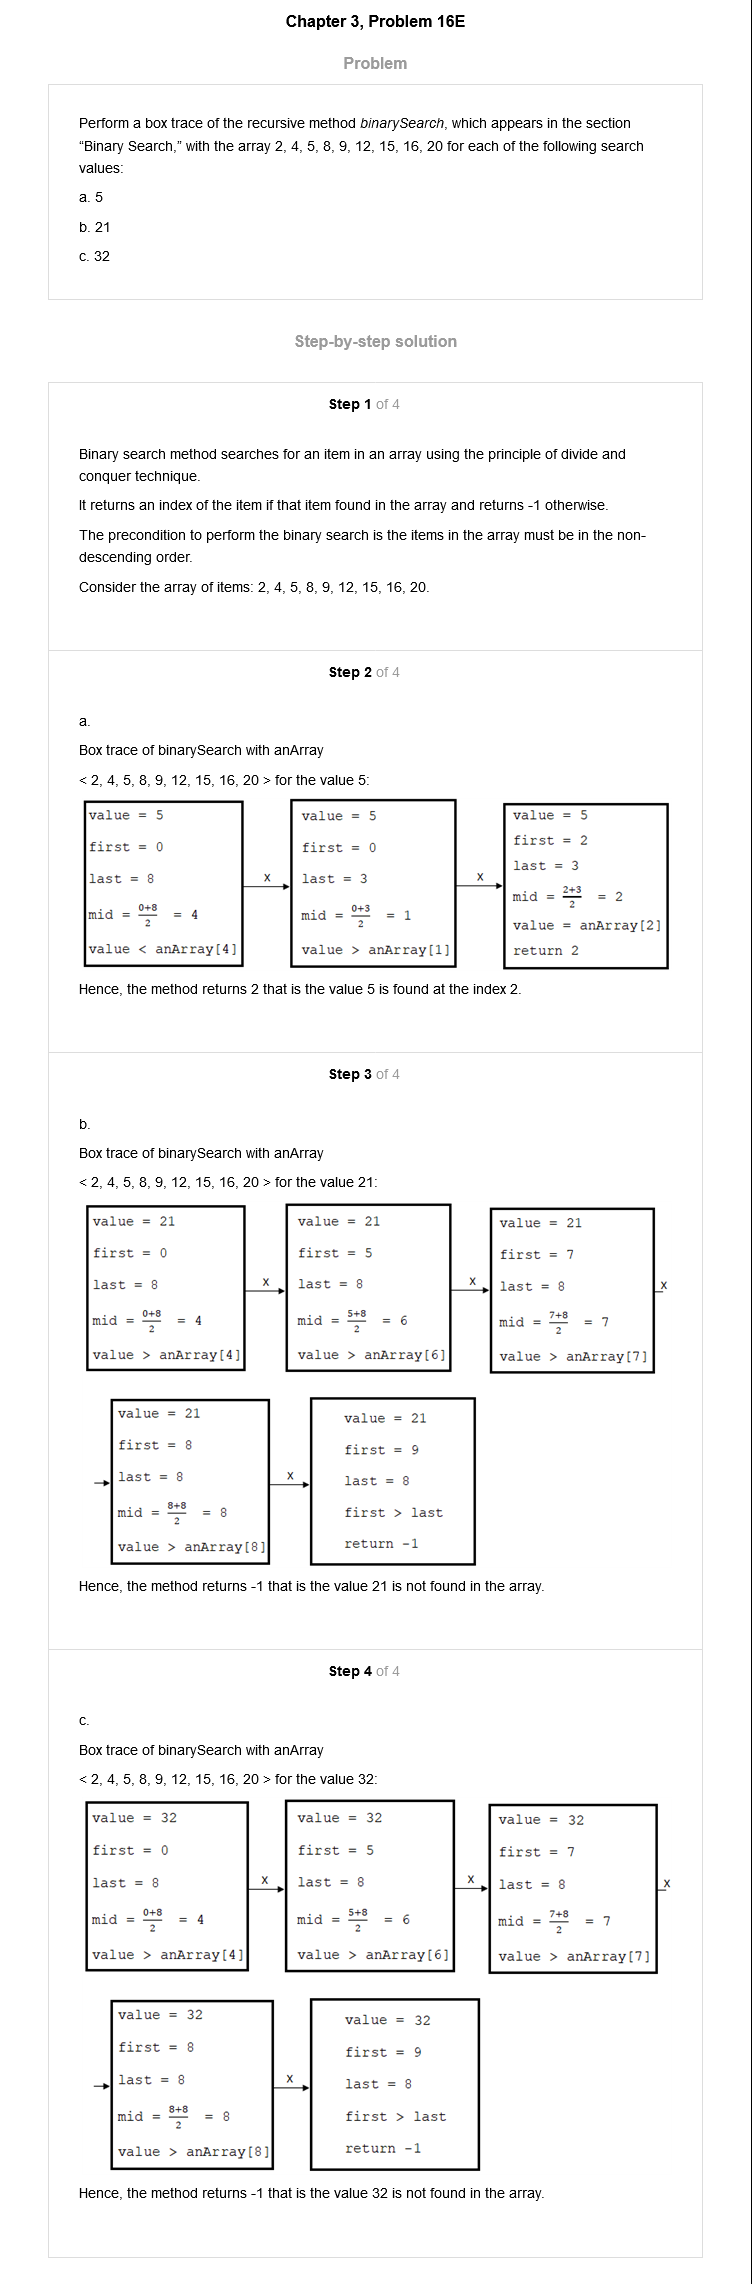 Chapter 3, Problem 16E
Problem
Perform a box trace of the recursive method binarySearch, which appears in the section
“Binary Search,” with the array 2, 4, 5, 8, 9, 12, 15, 16, 20 for each of the following search
values:
a. 5
b. 21
c. 32
Step-by-step solution
Step 1 of 4
Binary search method searches for an item in an array using the principle of divide and
conquer technique.
It returns an index of the item if that item found in the array and returns -1 otherwise.
The precondition to perform the binary search is the items in the array must be in the non-
descending order.
Consider the array of items: 2, 4, 5, 8, 9, 12, 15, 16, 20.
Step 2 of 4
a.
Box trace of binarySearch with anArray
< 2, 4, 5, 8, 9, 12, 15, 16, 20 > for the value 5:
value = 5
first = 0
last = 8
mid = 0+8/2 = 4
value < anArray[4]
X
value = 5
first = 0
last = 3
mid = 0+3/2 = 1
value > anArray[1]
X
value = 5
first = 2
last = 3
mid = 2+3/2 = 2
value = anArray[2]
return 2
Hence, the method returns 2 that is the value 5 is found at the index 2.
Step 3 of 4
b.
Box trace of binarySearch with anArray
< 2, 4, 5, 8, 9, 12, 15, 16, 20 > for the value 21:
value = 21
first = 0
last = 8
mid = 0+8/2 = 4
value > anArray[4]
X
value = 21
first = 5
last = 8
mid = 5+8/2 = 6
value > anArray[6]
X
value = 21
first = 7
last = 8
mid = 7+8/2 = 7
value > anArray[7]
X
value = 21
first = 8
last = 8
mid = 8+8/2 = 8
value > anArray[8]
X
value = 21
first = 9
last = 8
first > last
return -1
Hence, the method returns -1 that is the value 21 is not found in the array.
Step 4 of 4
c.
Box trace of binarySearch with anArray
< 2, 4, 5, 8, 9, 12, 15, 16, 20 > for the value 32:
value = 32
first = 0
last = 8
mid = 0+8/2 = 4
value > anArray[4]
X
value = 32
first = 5
last = 8
mid = 5+8/2 = 6
value > anArray[6]
X
value = 32
first = 7
last = 8
mid = 7+8/2 = 7
value > anArray[7]
X
value = 32
first = 8
last = 8
mid = 8+8/2 = 8
value > anArray[8]
X
value = 32
first = 9
last = 8
first > last
return -1
Hence, the method returns -1 that is the value 32 is not found in the array.